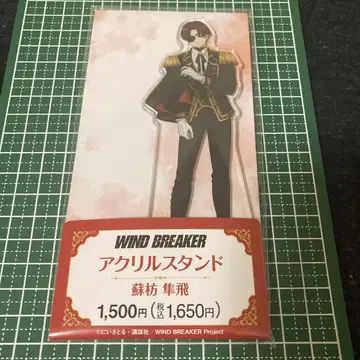 WIND BREAKER
アクリルスタンド
蘇枋 隼飛
1,500円(税込1,650円)
©にいさとる・講談社／WIND BREAKER Project